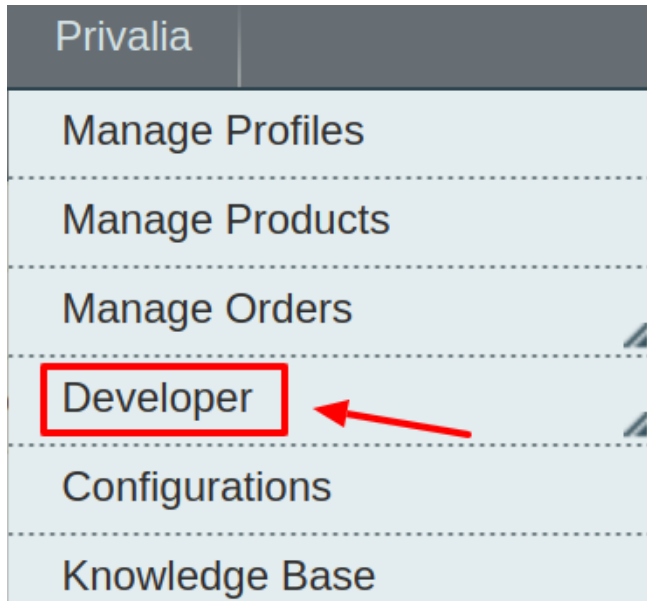 Privalia
Manage Profiles
Manage Products
Manage Orders
Developer
Configurations
Knowledge Base